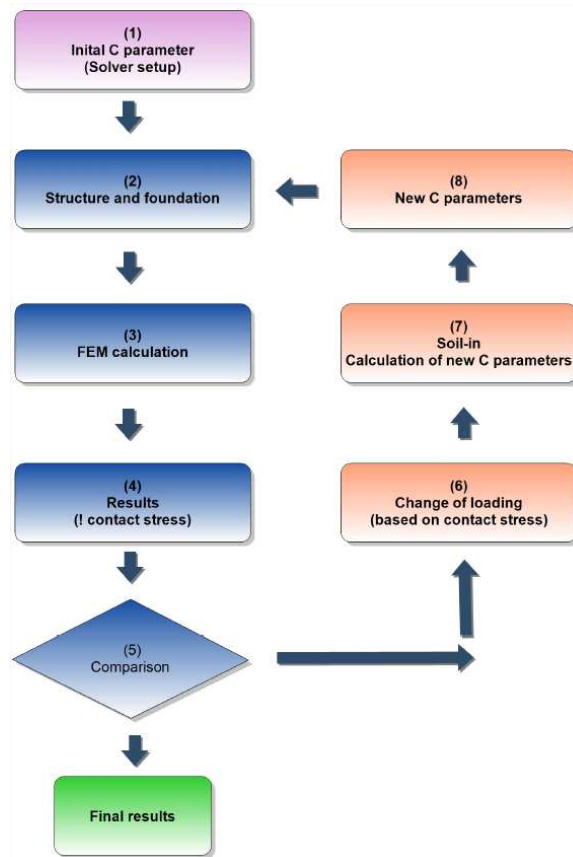 (1)
Inital C parameter
(Solver setup)
(2)
Structure and foundation
(3)
FEM calculation
(4)
Results
(! contact stress)
(5)
Comparison
Final results
(6)
Change of loading
(based on contact stress)
(7)
Soil-in
Calculation of new C parameters
(8)
New C parameters